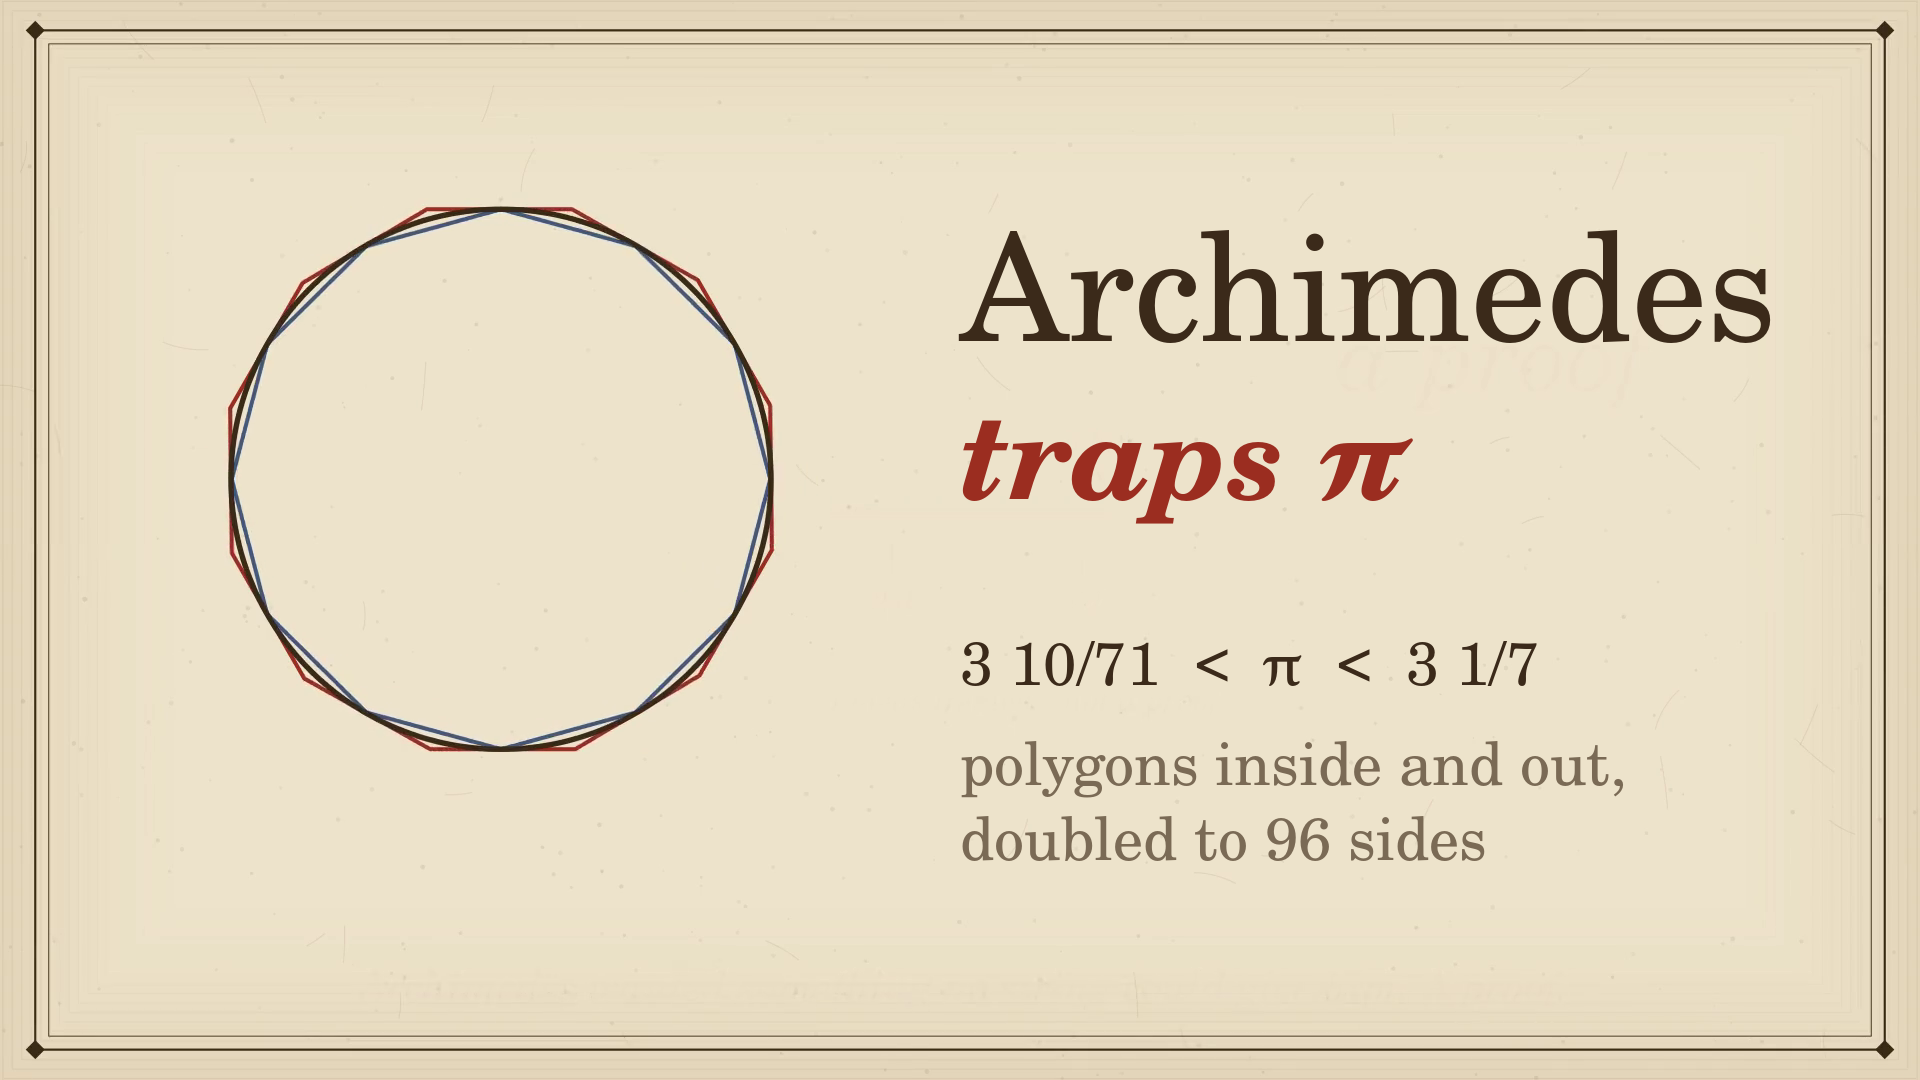 Archimedes
traps π
3 10/71 < π < 3 1/7
polygons inside and out,
doubled to 96 sides